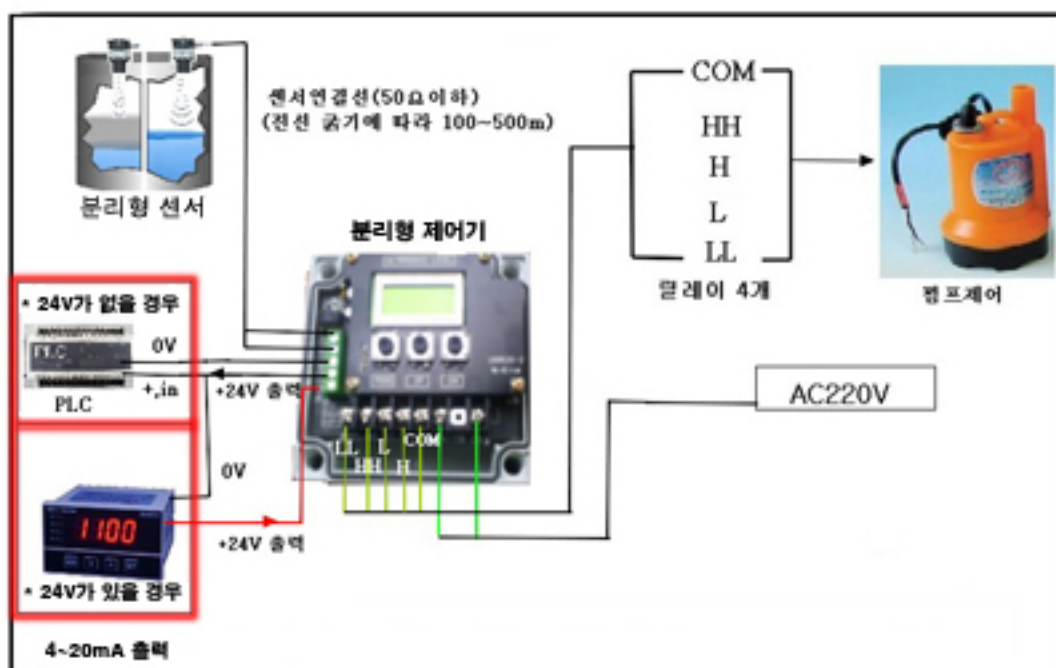 센서연결선(50Ω이하)
(전선 굵기에 따라 100~500m)
분리형 센서
분리형 제어기
COM
HH
H
L
LL
릴레이 4개
펌프제어
* 24V가 없을 경우
PLC
0V
+,in
PLC
+24V 출력
AC220V
LL
HH
L
H
COM
0V
1100
+24V 출력
* 24V가 있을 경우
4~20mA 출력